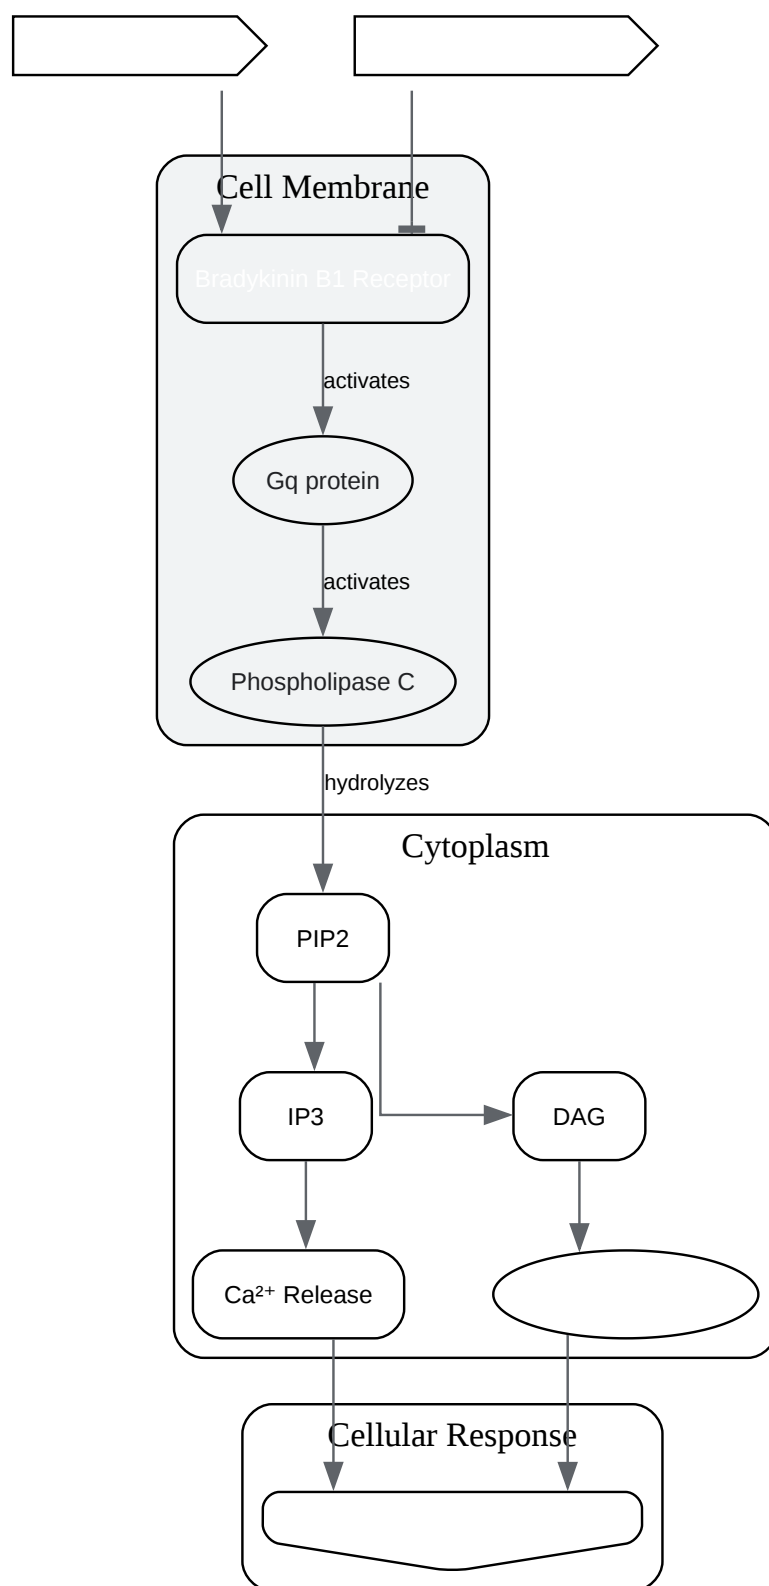 Cell Membrane
Bradykinin B1 Receptor
activates
Gq protein
activates
Phospholipase C
hydrolyzes
Cytoplasm
PIP2
IP3
DAG
Ca²⁺ Release
Cellular Response